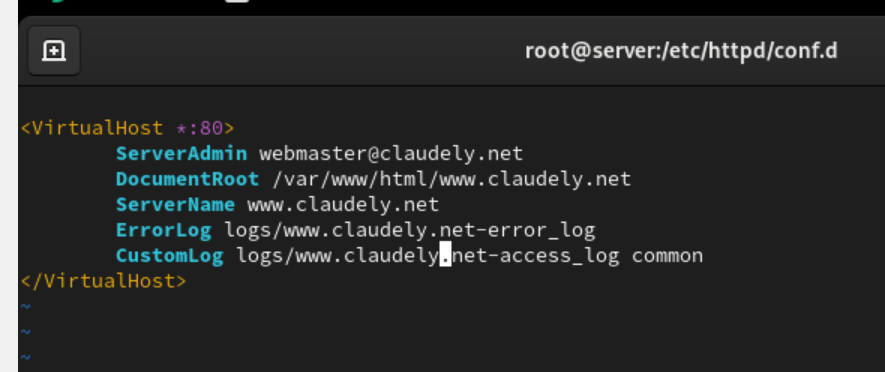 root@server:/etc/httpd/conf.d
<VirtualHost *:80>
ServerAdmin webmaster@claudely.net
DocumentRoot /var/www/html/www.claudely.net
ServerName www.claudely.net
ErrorLog logs/www.claudely.net-error_log
CustomLog logs/www.claudely.net-access_log common
</VirtualHost>
~
~
~